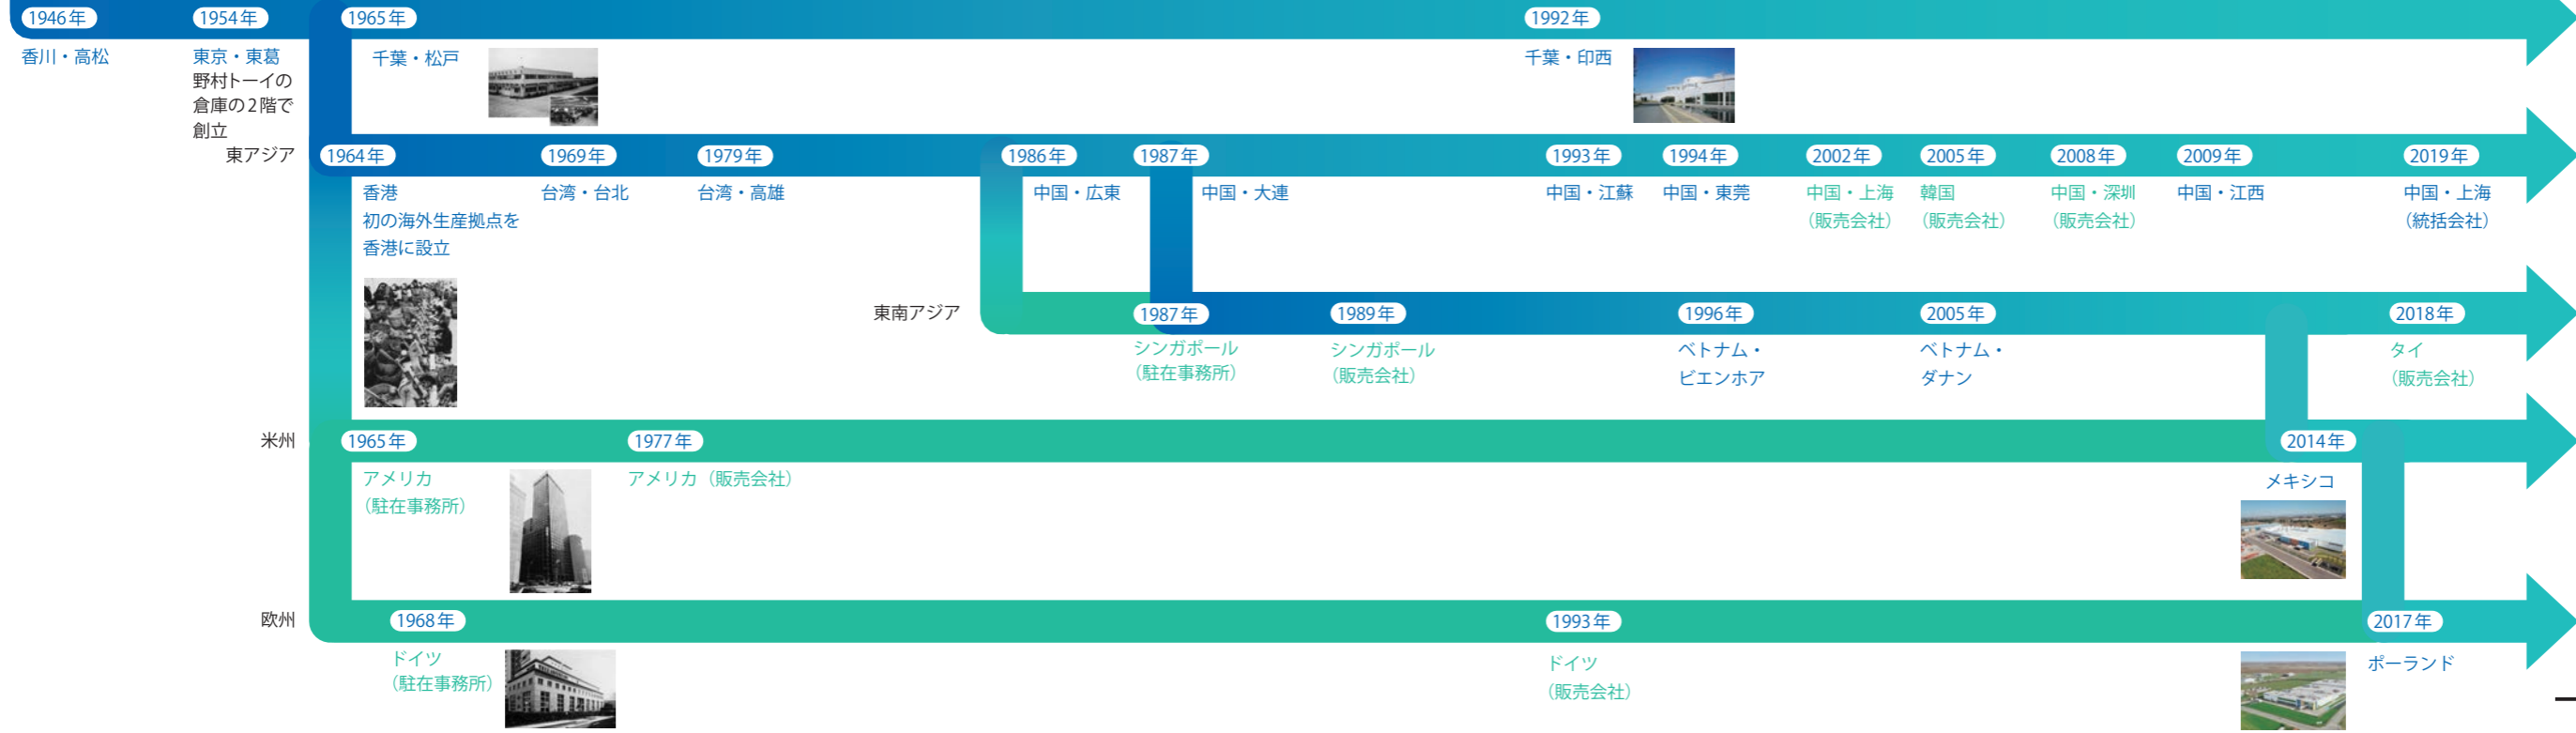 1946年
1954年
1965年
1992年
香川・高松
東京・東葛
野村トーイの
倉庫の2階で
創立
千葉・松戸
千葉・印西
東アジア
1964年
1969年
1979年
1986年
1987年
1993年
1994年
2002年
2005年
2008年
2009年
2019年
香港
初の海外生産拠点を
香港に設立
台湾・台北
台湾・高雄
中国・広東
中国・大連
中国・江蘇
中国・東莞
中国・上海
（販売会社）
韓国
（販売会社）
中国・深圳
（販売会社）
中国・江西
中国・上海
（統括会社）
東南アジア
1987年
1989年
1996年
2005年
2018年
シンガポール
（駐在事務所）
シンガポール
（販売会社）
ベトナム・
ビエンホア
ベトナム・
ダナン
タイ
（販売会社）
米州
1965年
1977年
2014年
アメリカ
（駐在事務所）
アメリカ（販売会社）
メキシコ
欧州
1968年
1993年
2017年
ドイツ
（駐在事務所）
ドイツ
（販売会社）
ポーランド